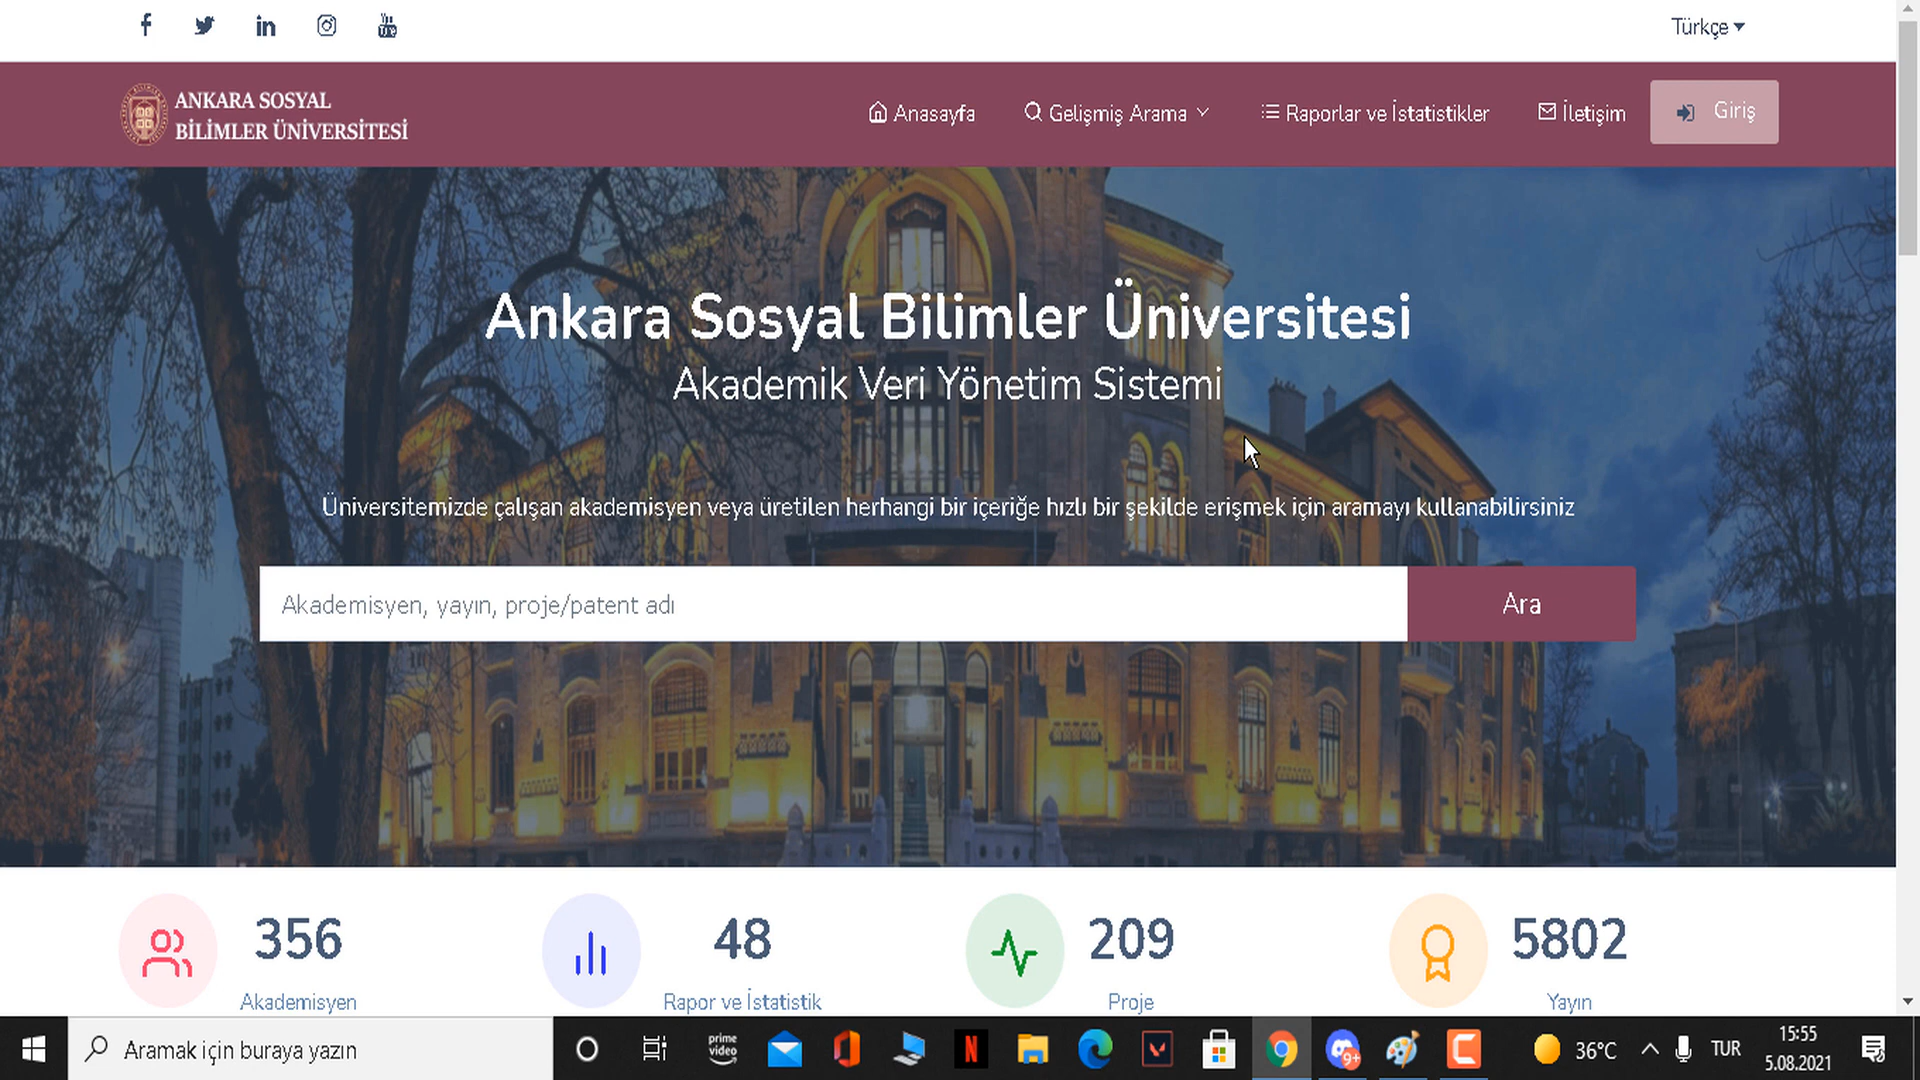 Türkçe
ANKARA SOSYAL
BİLİMLER ÜNİVERSİTESİ
Anasayfa
Gelişmiş Arama
Raporlar ve İstatistikler
İletişim
Giriş
Ankara Sosyal Bilimler Üniversitesi
Akademik Veri Yönetim Sistemi
Üniversitemizde çalışan akademisyen veya üretilen herhangi bir içeriğe hızlı bir şekilde erişmek için aramayı kullanabilirsiniz
Akademisyen, yayın, proje/patent adı
Ara
356
Akademisyen
48
Rapor ve İstatistik
209
Proje
5802
Yayın
Aramak için buraya yazın
prime
video
9+
36°C
TUR
15:55
5.08.2021